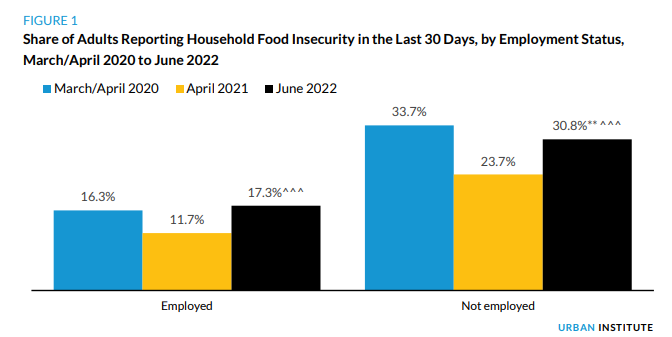 FIGURE 1
Share of Adults Reporting Household Food Insecurity in the Last 30 Days, by Employment Status,
March/April 2020 to June 2022
March/April 2020 April 2021 June 2022
33.7%
30.8%** ^^^
23.7%
16.3%
17.3%^^^
11.7%
Employed Not employed
URBAN INSTITUTE